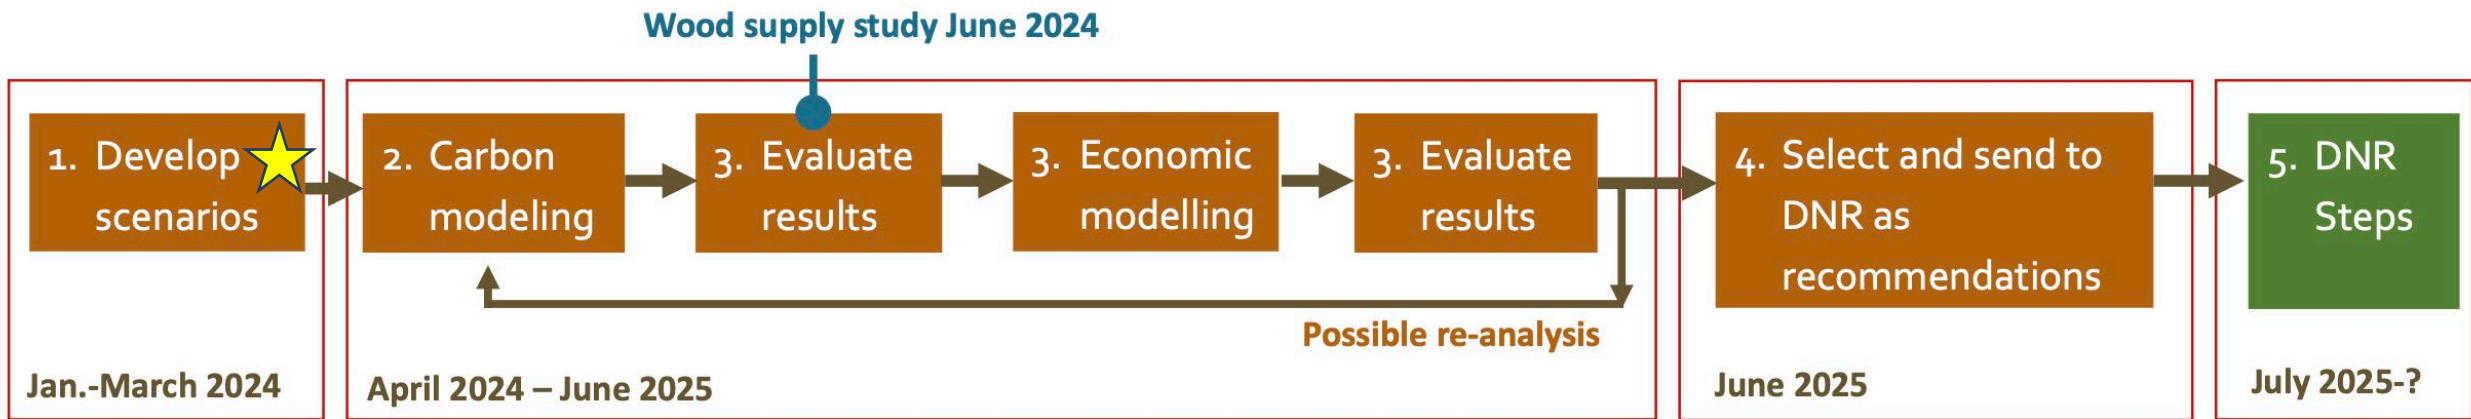 Wood supply study June 2024
1. Develop
scenarios
2. Carbon
modeling
3. Evaluate
results
3. Economic
modelling
3. Evaluate
results
4. Select and send to
DNR as
recommendations
5. DNR
Steps
Possible re-analysis
Jan.-March 2024
April 2024 – June 2025
June 2025
July 2025-?